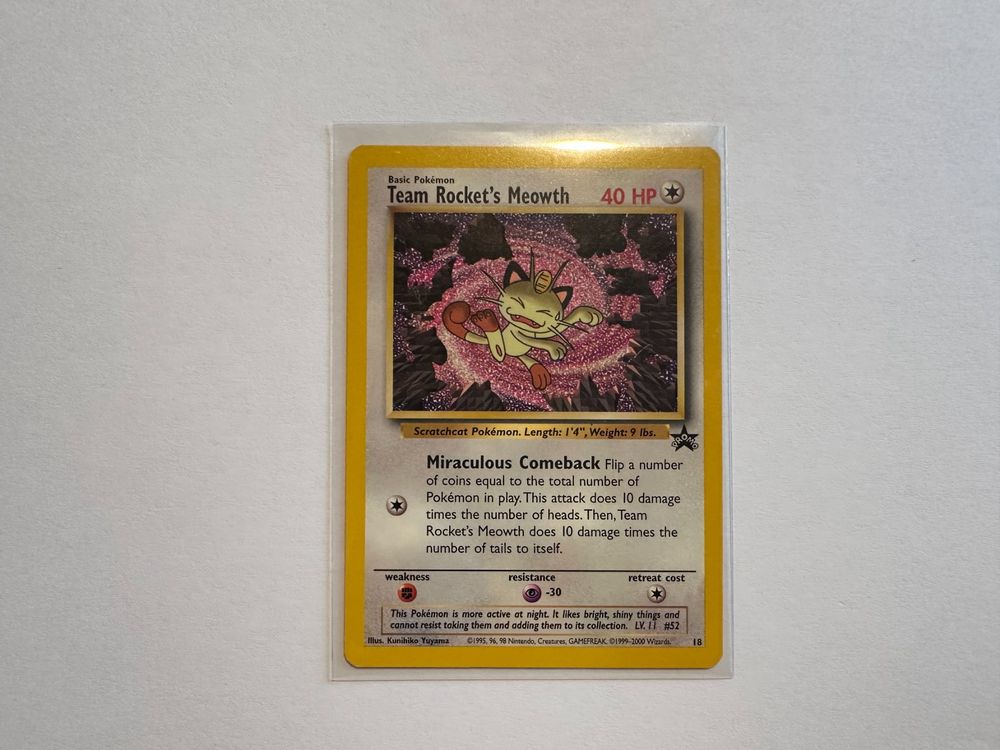 Basic Pokémon
Team Rocket's Meowth 40 HP
Scratchcat Pokémon. Length: 1'4", Weight: 9 lbs.
PROMO
Miraculous Comeback Flip a number
of coins equal to the total number of
Pokémon in play. This attack does 10 damage
times the number of heads. Then, Team
Rocket's Meowth does 10 damage times the
number of tails to itself.
weakness resistance retreat cost
-30
This Pokémon is more active at night. It likes bright, shiny things and
cannot resist taking them and adding them to its collection. LV. 11 #52
Illus. Kunihiko Yuyama ©1995, 96, 98 Nintendo, Creatures, GAMEFREAK. ©1999-2000 Wizards. 18